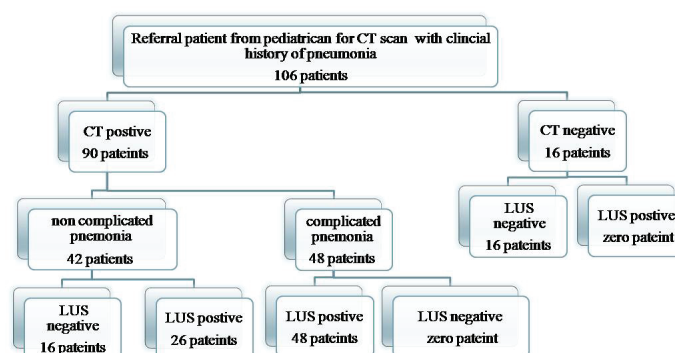 Referral patient from pediatrican for CT scan with clincial
history of pneumonia
106 patients
CT postive
90 pateints
CT negative
16 pateints
LUS
negative
16 pateints
LUS postive
zero pateint
non complicated
pnemonia
42 patients
complicated
pnemonia
48 pateints
LUS
negative
16 pateints
LUS postive
26 pateints
LUS postive
48 pateints
LUS negative
zero pateint